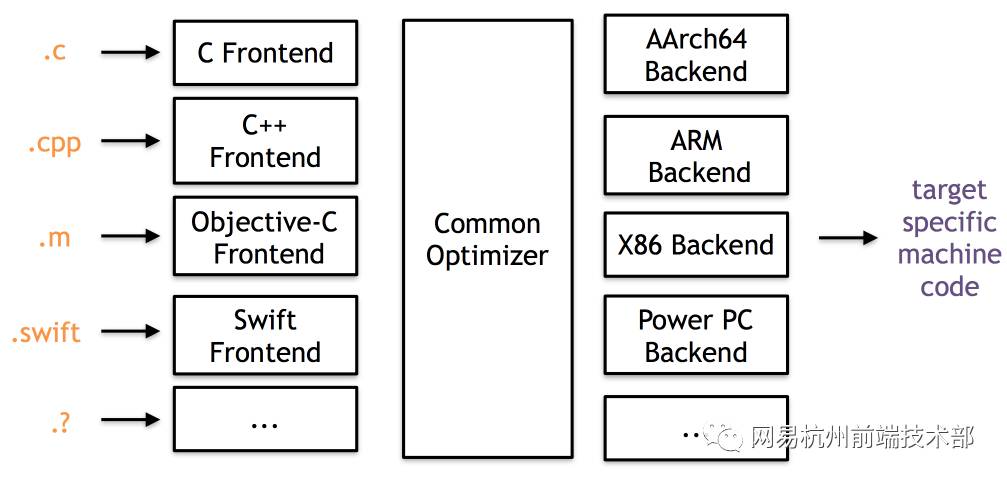 .c
C Frontend
.cpp
C++
Frontend
.m
Objective-C
Frontend
.swift
Swift
Frontend
.?
...
Common
Optimizer
AArch64
Backend
ARM
Backend
X86 Backend
Power PC
Backend
..
target
specific
machine
code
网易杭州前端技术部